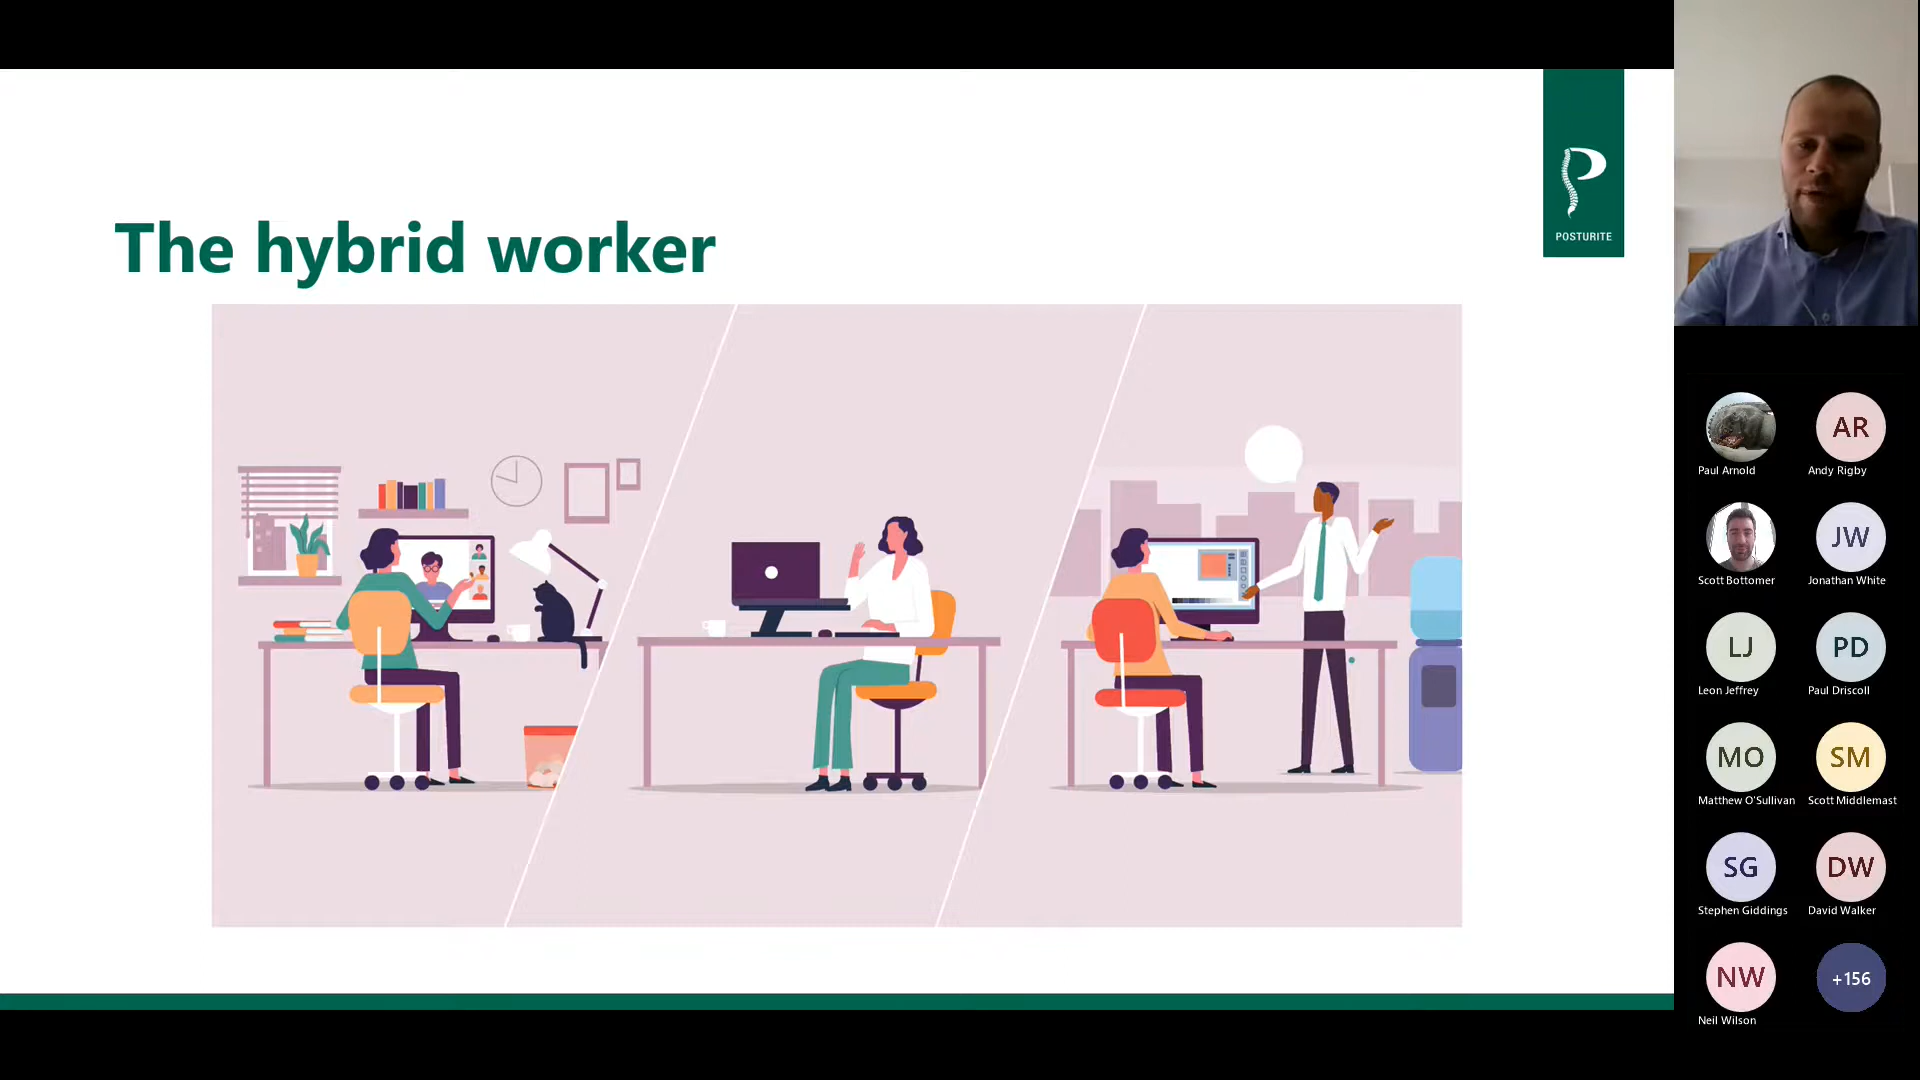 The hybrid worker
POSTURITE
Paul Arnold
AR
Andy Rigby
Scott Bottomer
JW
Jonathan White
LJ
Leon Jeffrey
PD
Paul Driscoll
MO
Matthew O'Sullivan
SM
Scott Middlemast
SG
Stephen Giddings
DW
David Walker
NW
Neil Wilson
+156